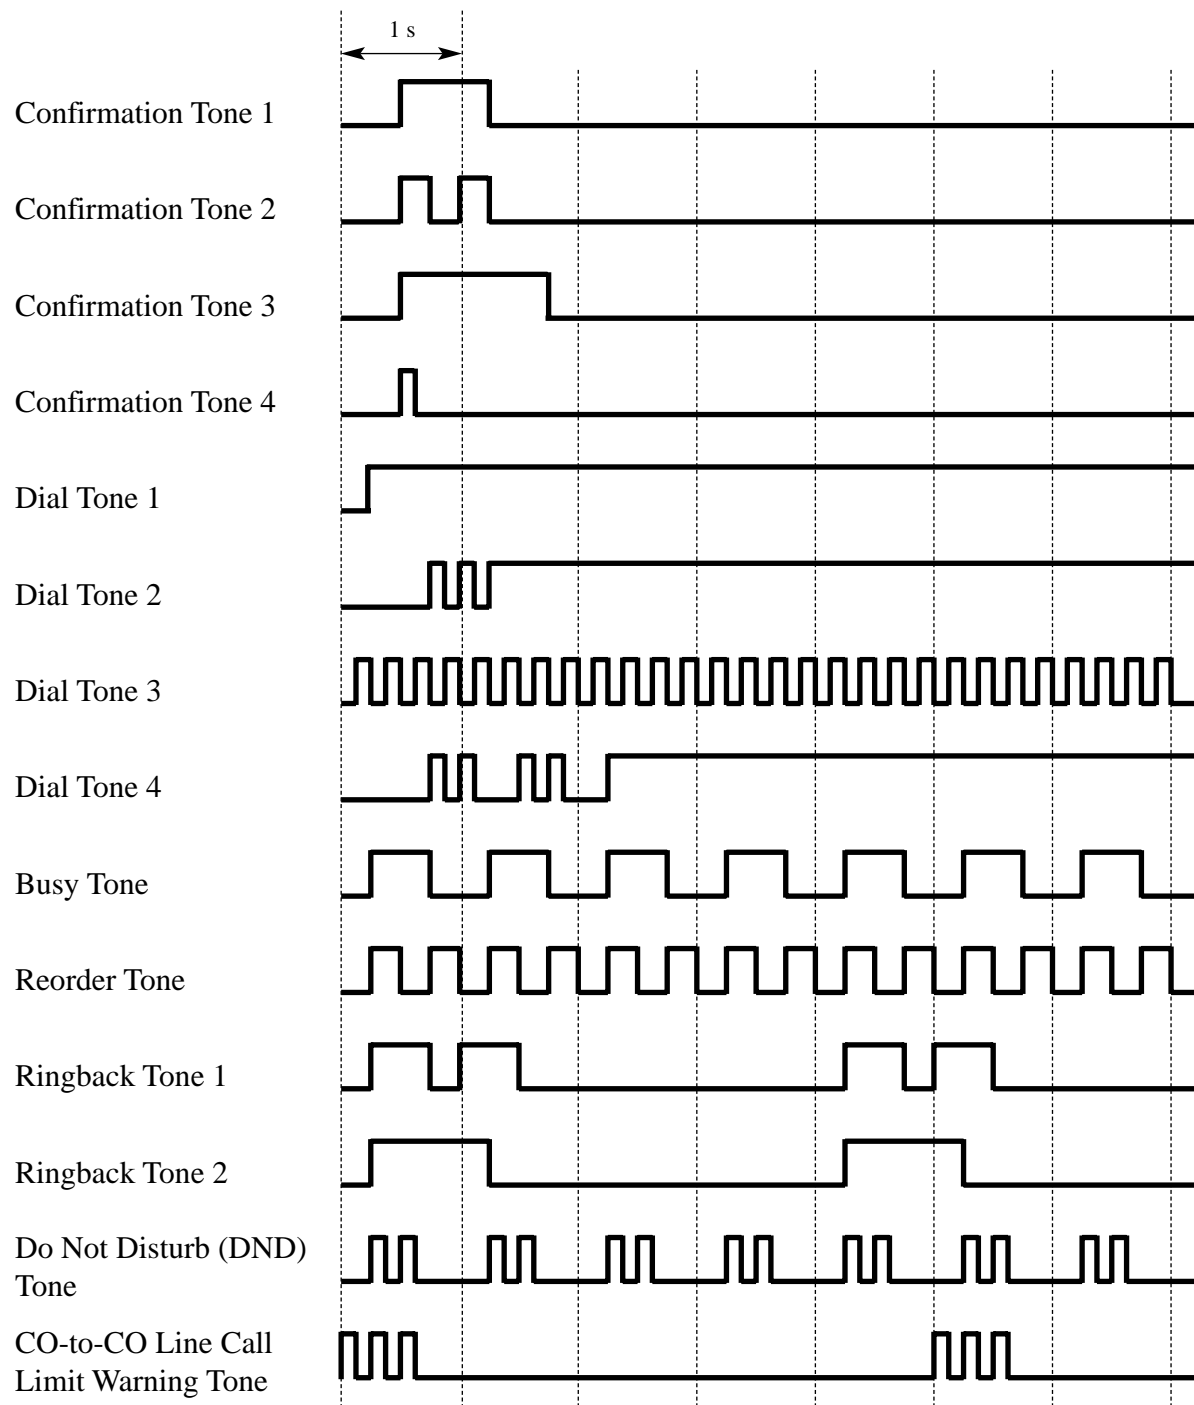 1 s
Confirmation Tone 1
Confirmation Tone 2
Confirmation Tone 3
Confirmation Tone 4
Dial Tone 1
Dial Tone 2
Dial Tone 3
Dial Tone 4
Busy Tone
Reorder Tone
Ringback Tone 1
Ringback Tone 2
Do Not Disturb (DND)
Tone
CO-to-CO Line Call
Limit Warning Tone